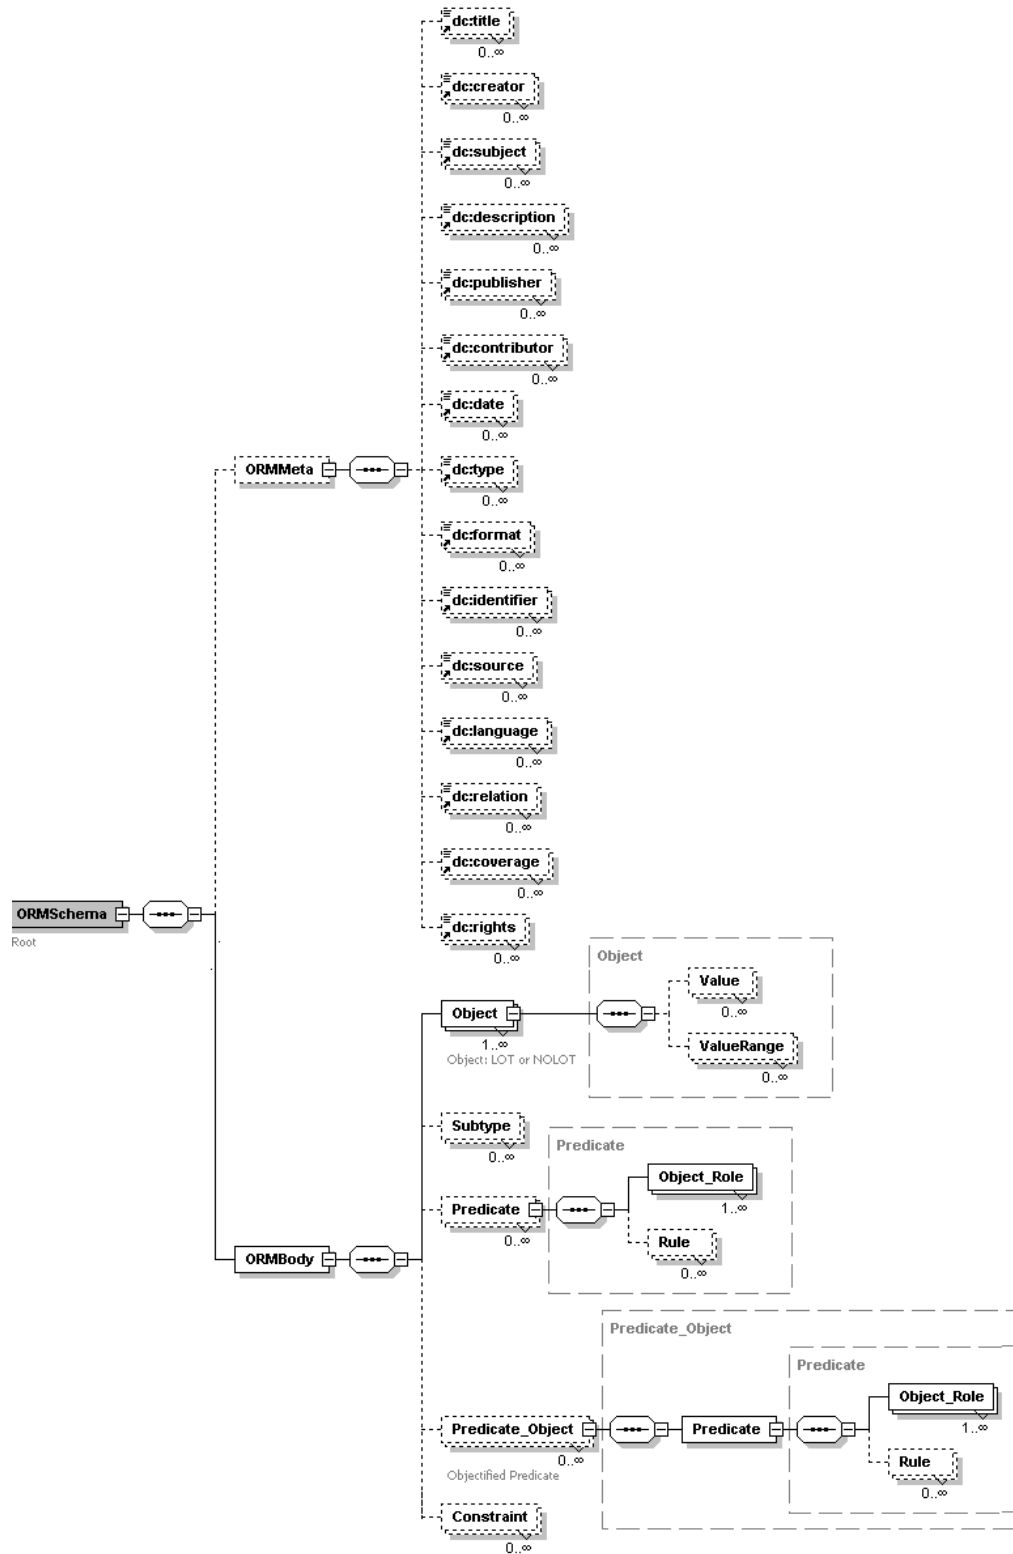 dc:title
0..∞
dc:creator
0..∞
dc:subject
0..∞
dc:description
0..∞
dc:publisher
0..∞
dc:contributor
0..∞
dc:date
0..∞
ORMMeta
dc:type
0..∞
dc:format
0..∞
dc:identifier
0..∞
dc:source
0..∞
dc:language
0..∞
dc:relation
0..∞
dc:coverage
0..∞
ORMSchema
Root
dc:rights
0..∞
Object
Value
0..∞
Object
1..∞
Object: LOT or NOLOT
ValueRange
0..∞
Subtype
0..∞
Predicate
Object_Role
1..∞
Predicate
0..∞
Rule
0..∞
ORMBody
Predicate_Object
Predicate
Object_Role
1..∞
Predicate_Object
0..∞
Objectified Predicate
Predicate
Rule
0..∞
Constraint
0..∞